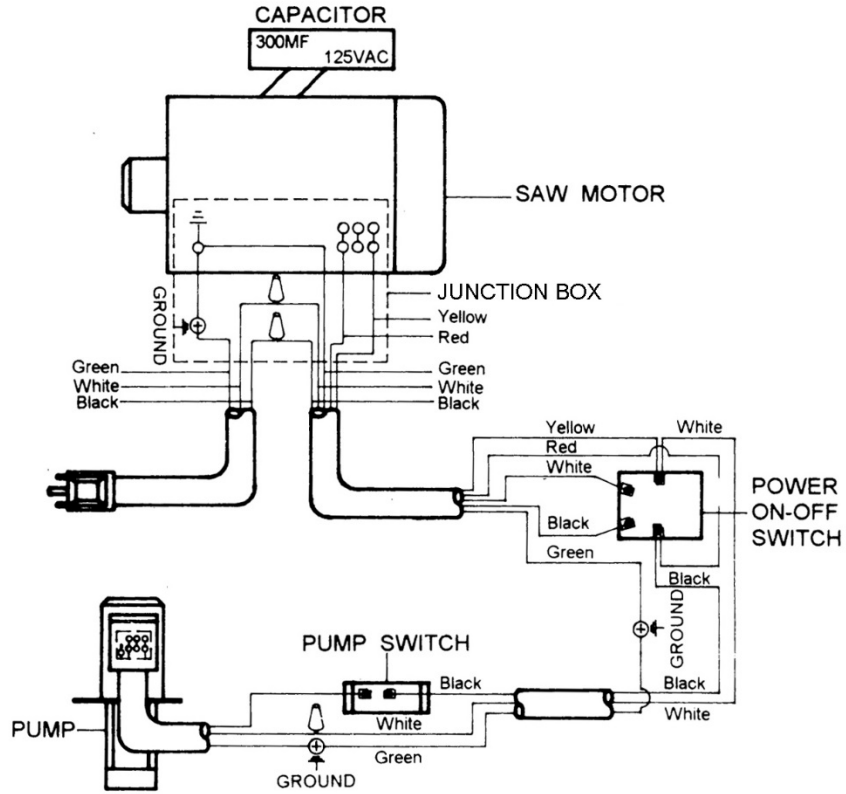 CAPACITOR
300MF
125VAC
SAW MOTOR
JUNCTION BOX
GROUND
Yellow
Red
Green
Green
White
White
Black
Black
Yellow
White
Red
White
POWER
ON-OFF
SWITCH
Black
Green
Black
GROUND
PUMP SWITCH
Black
Black
White
White
PUMP
Green
GROUND